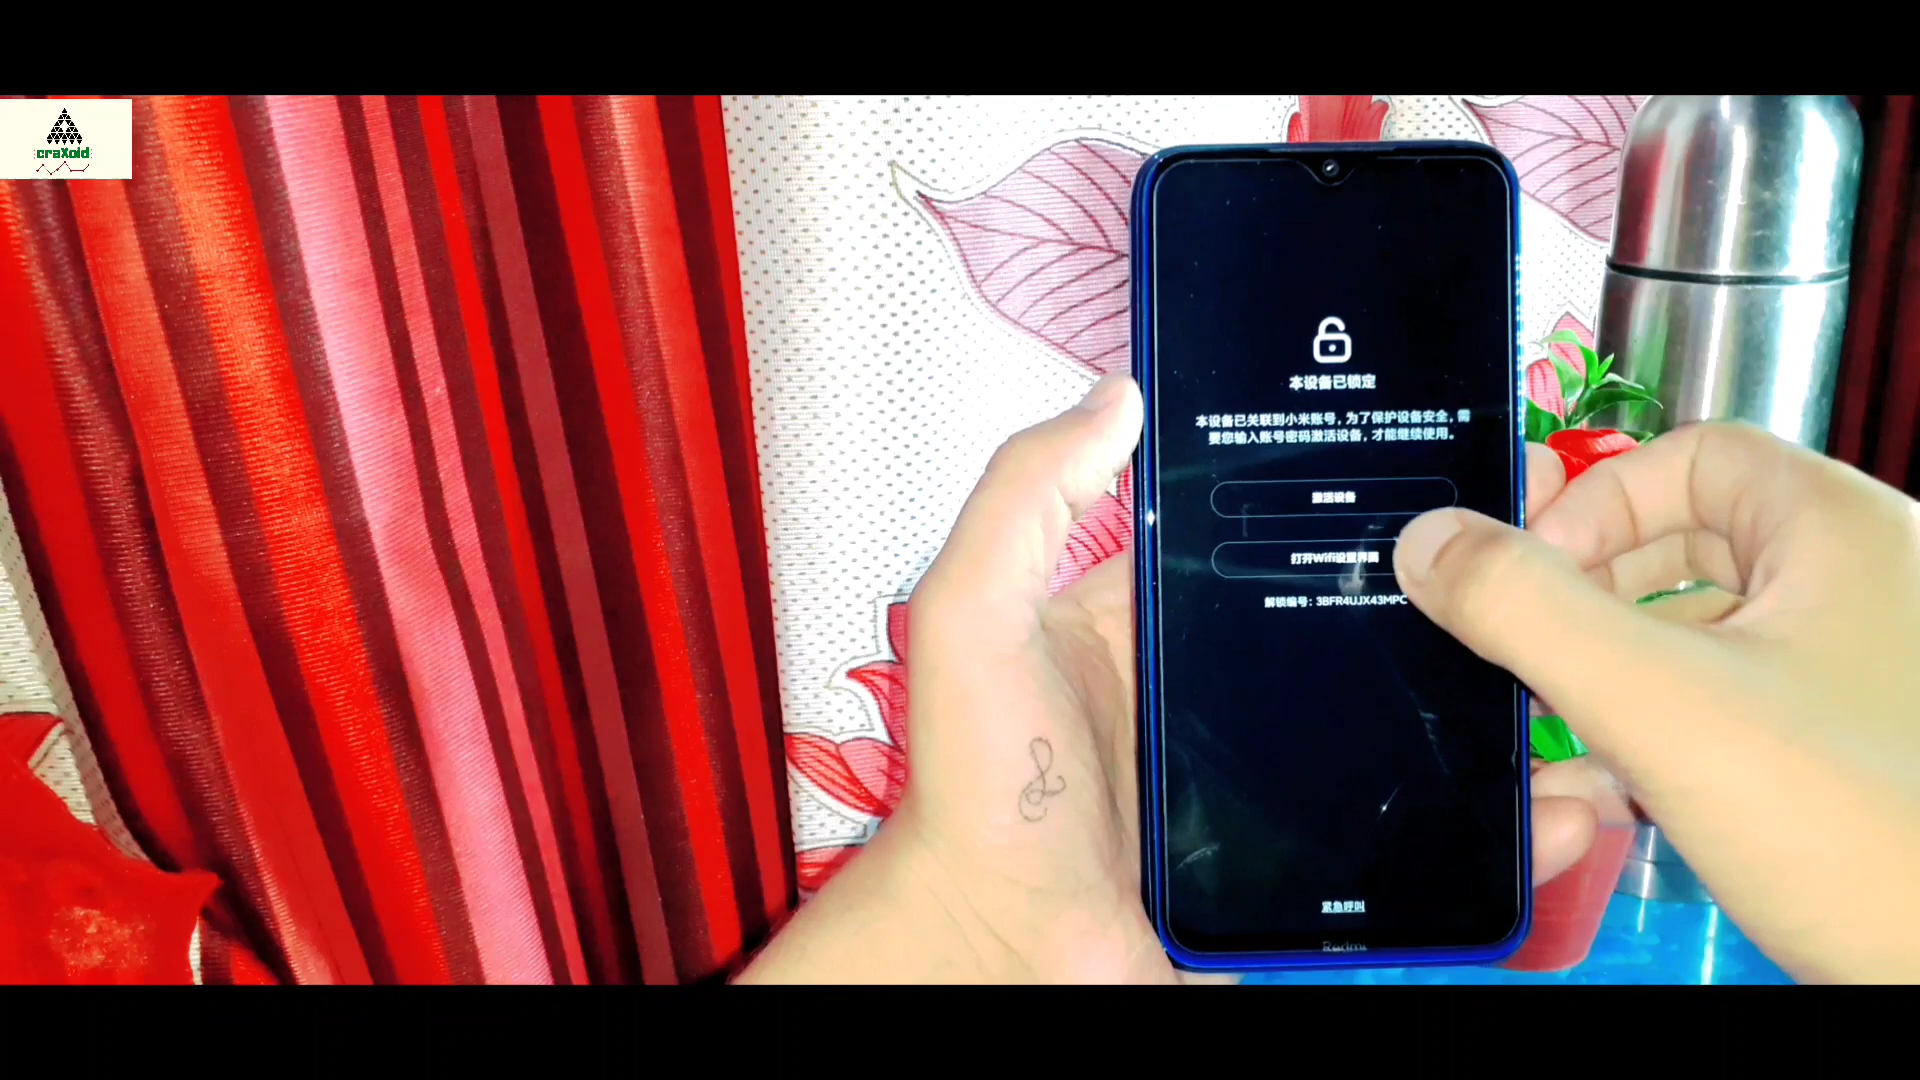 craXoid
本设备已锁定
本设备已关联到小米账号，为了保护设备安全，需
要您输入账号密码激活设备，才能继续使用。
激活设备
打开Wifi设置界面
解锁编号：3BFR4UJX43MPC
紧急呼叫
Redmi